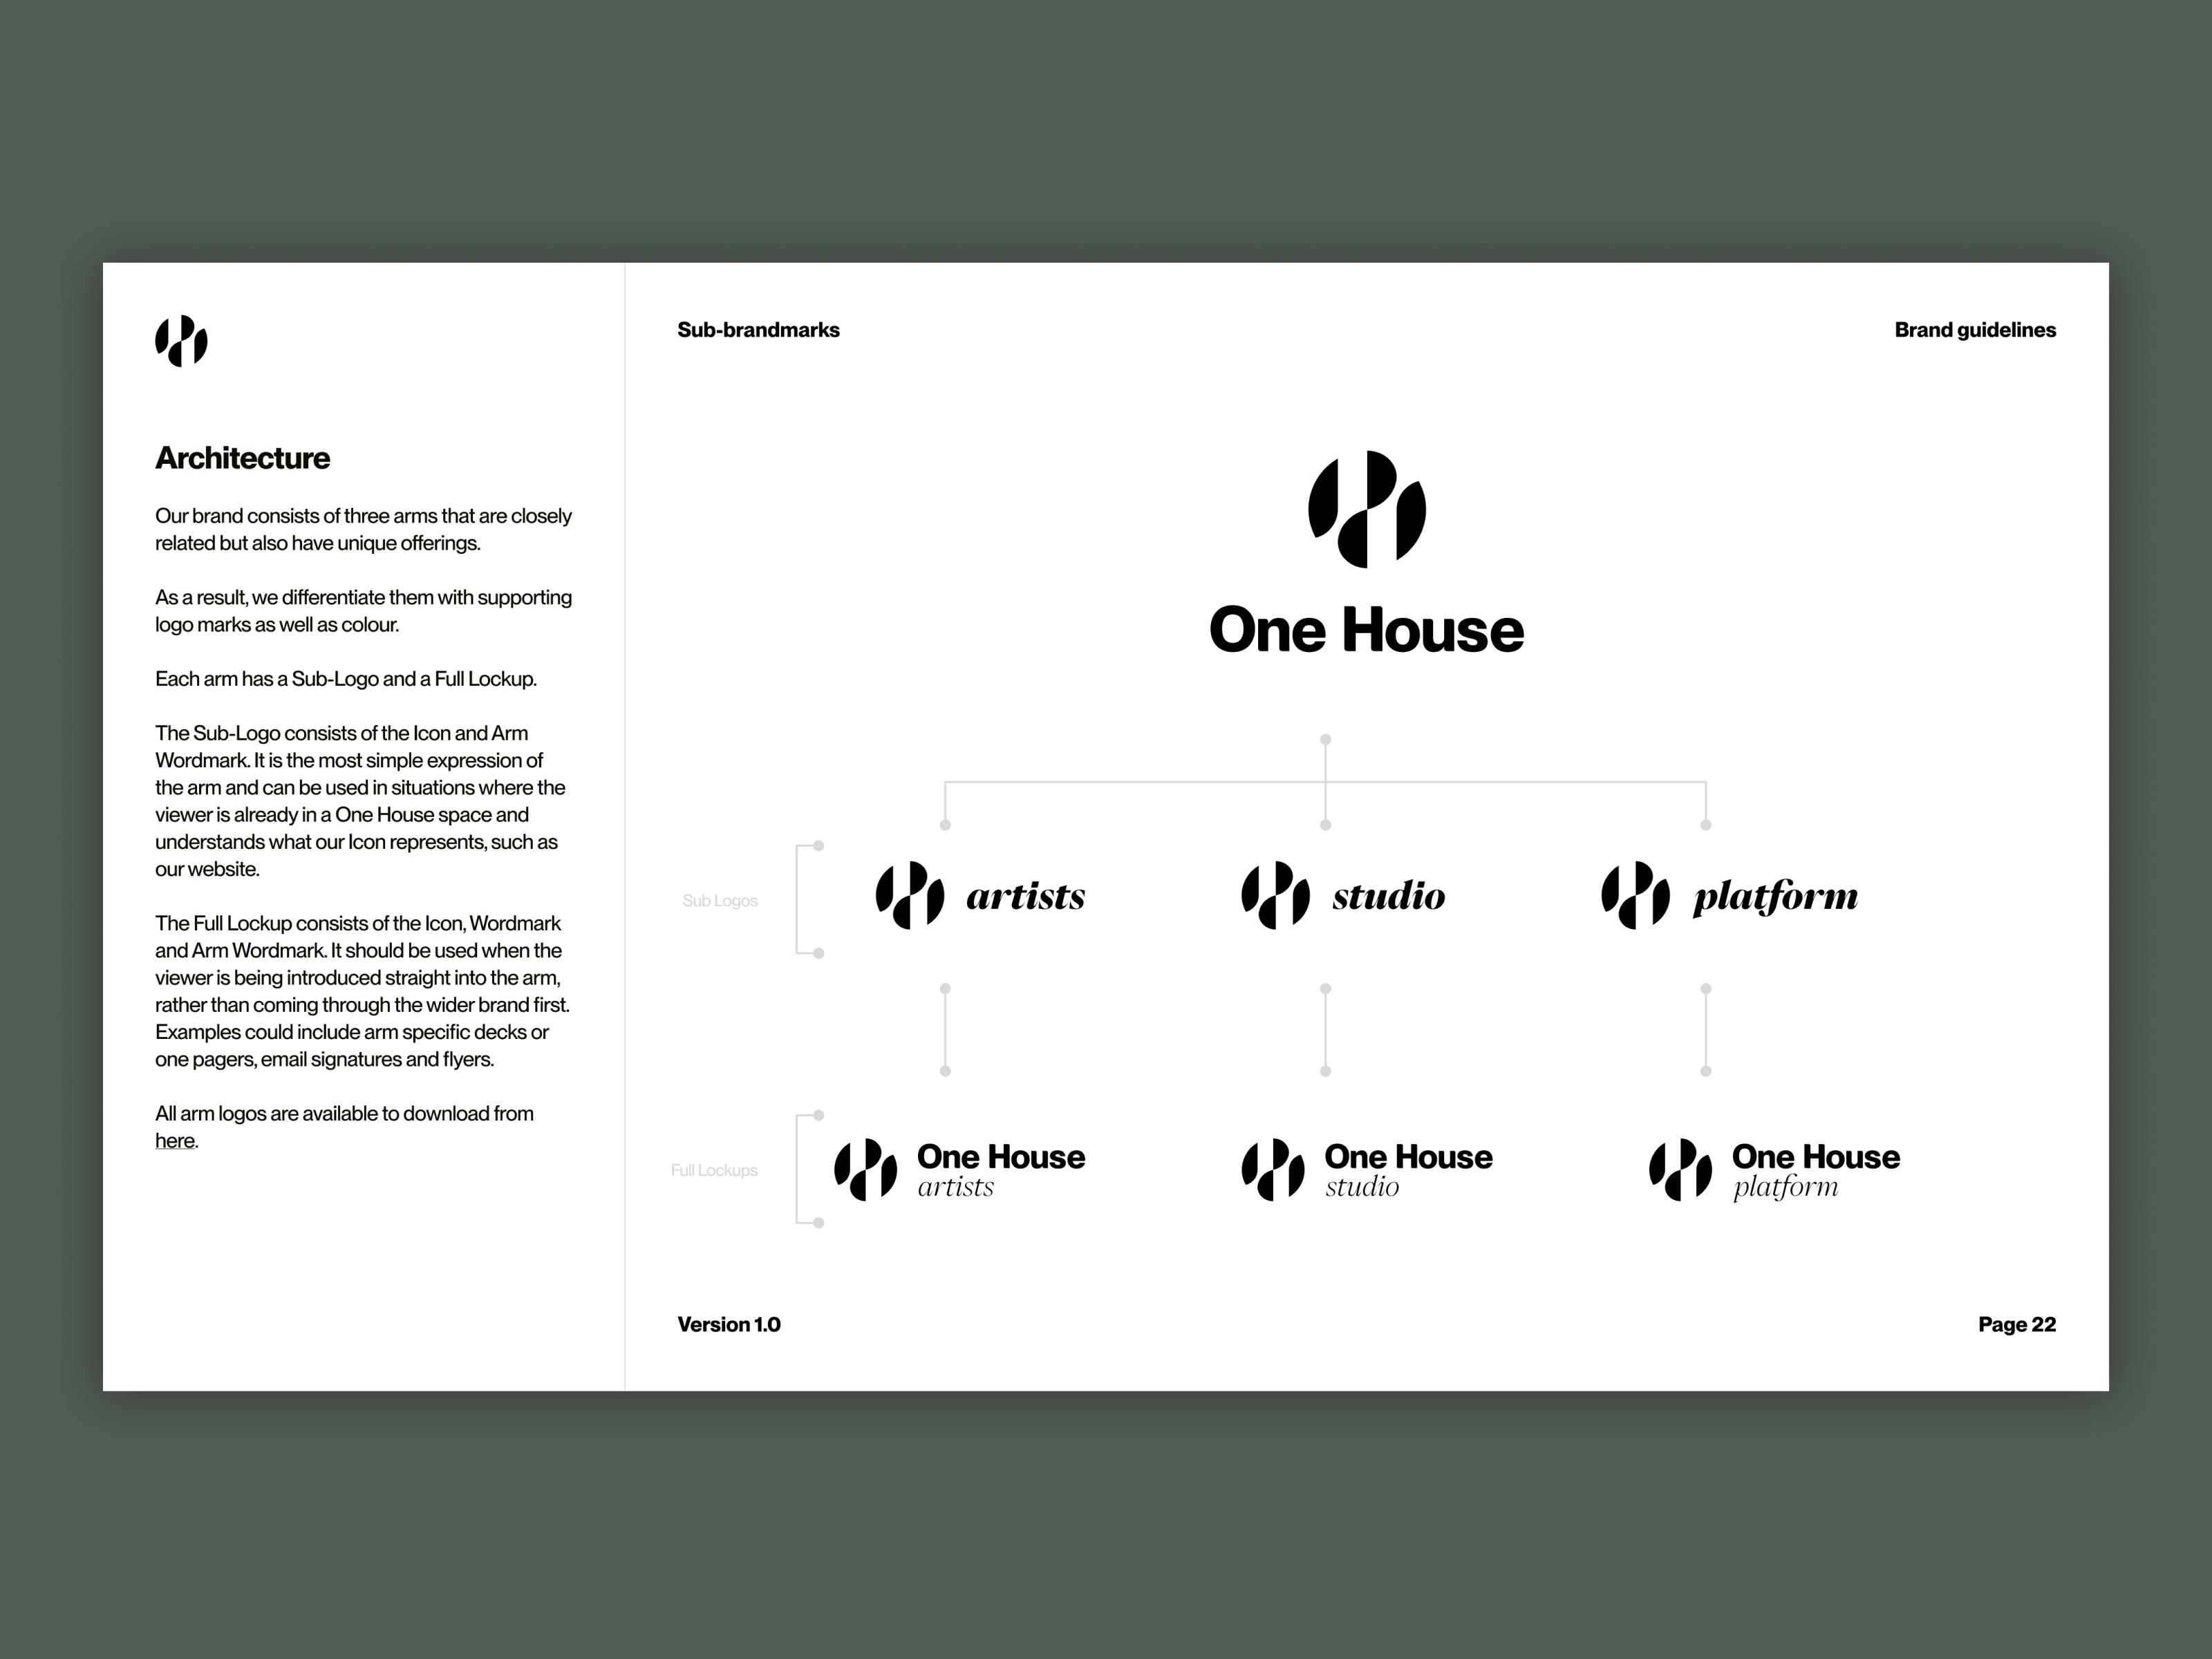 Architecture
Our brand consists of three arms that are closely
related but also have unique offerings.
As a result, we differentiate them with supporting
logo marks as well as colour.
Each arm has a Sub-Logo and a Full Lockup.
The Sub-Logo consists of the Icon and Arm
Wordmark. It is the most simple expression of
the arm and can be used in situations where the
viewer is already in a One House space and
understands what our Icon represents, such as
our website.
The Full Lockup consists of the Icon, Wordmark
and Arm Wordmark. It should be used when the
viewer is being introduced straight into the arm,
rather than coming through the wider brand first.
Examples could include arm specific decks or
one pagers, email signatures and flyers.
All arm logos are available to download from
here.
Sub-brandmarks
Brand guidelines
One House
Sub Logos
artists
studio
platform
Full Lockups
One House
artists
One House
studio
One House
platform
Version 1.0
Page 22